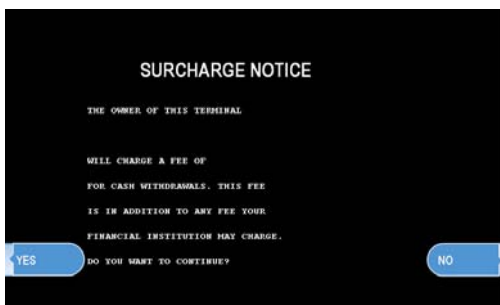 SURCHARGE NOTICE
THE OWNER OF THIS TERMINAL
WILL CHARGE A FEE OF
FOR CASH WITHDRAWALS. THIS FEE
IS IN ADDITION TO ANY FEE YOUR
FINANCIAL INSTITUTION MAY CHARGE.
DO YOU WANT TO CONTINUE?
YES
NO